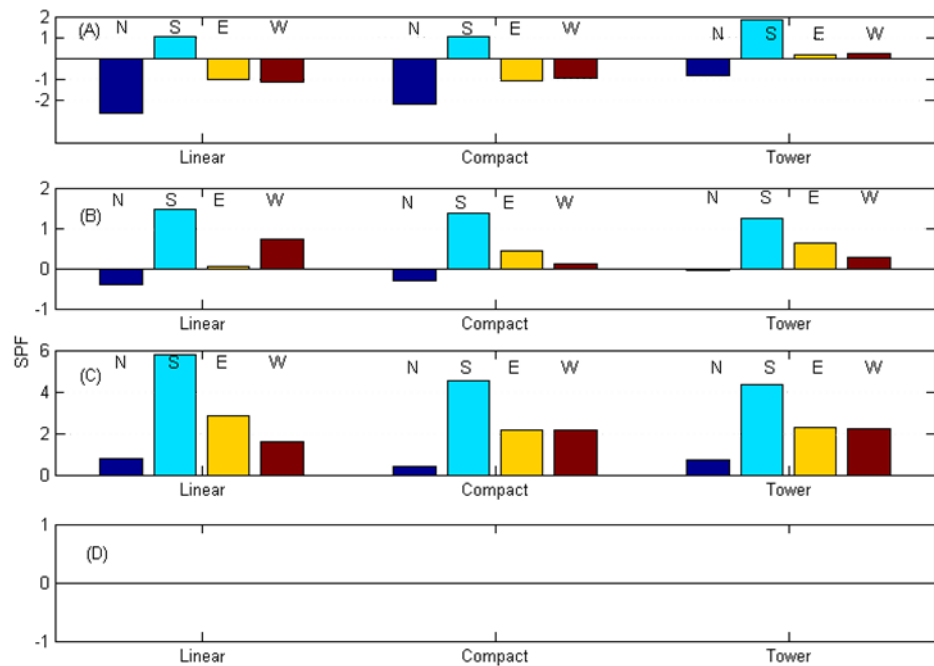 2
(A) N S E W N S E W N S E W
1
-1
-2
Linear Compact Tower
2
N S E W N S E W N S E W
(B)
1
0
-1
Linear Compact Tower
SPF
6
N S E W N S E W N S E W
(C)
4
2
0
Linear Compact Tower
1
(D)
0
-1
Linear Compact Tower